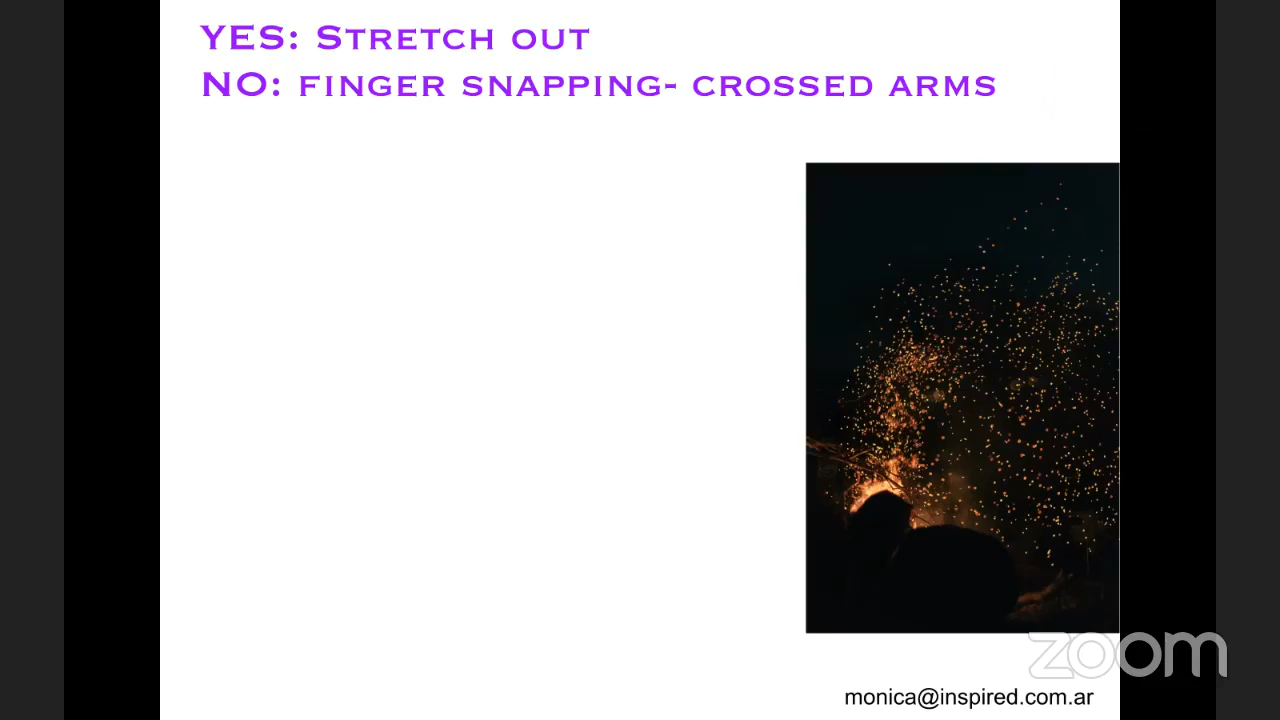 YES: STRETCH OUT
NO: FINGER SNAPPING- CROSSED ARMS
zoom
monica@inspired.com.ar